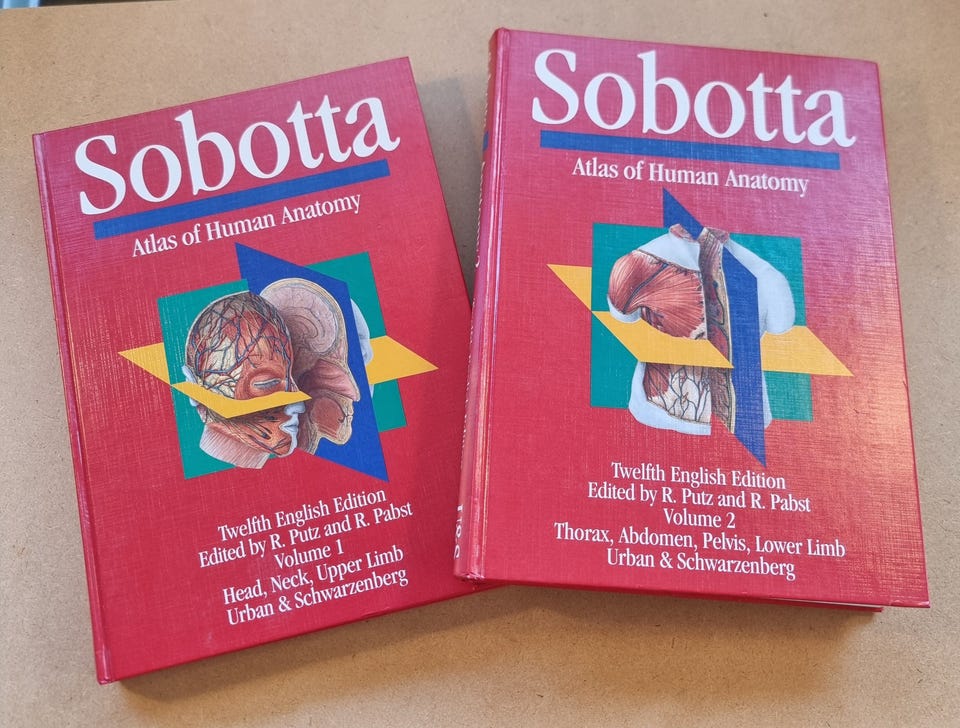 Sobotta
Atlas of Human Anatomy
Twelfth English Edition
Edited by R. Putz and R. Pabst
Volume 1
Head, Neck, Upper Limb
Urban & Schwarzenberg
Sobotta
Atlas of Human Anatomy
Twelfth English Edition
Edited by R. Putz and R. Pabst
Volume 2
Thorax, Abdomen, Pelvis, Lower Limb
Urban & Schwarzenberg